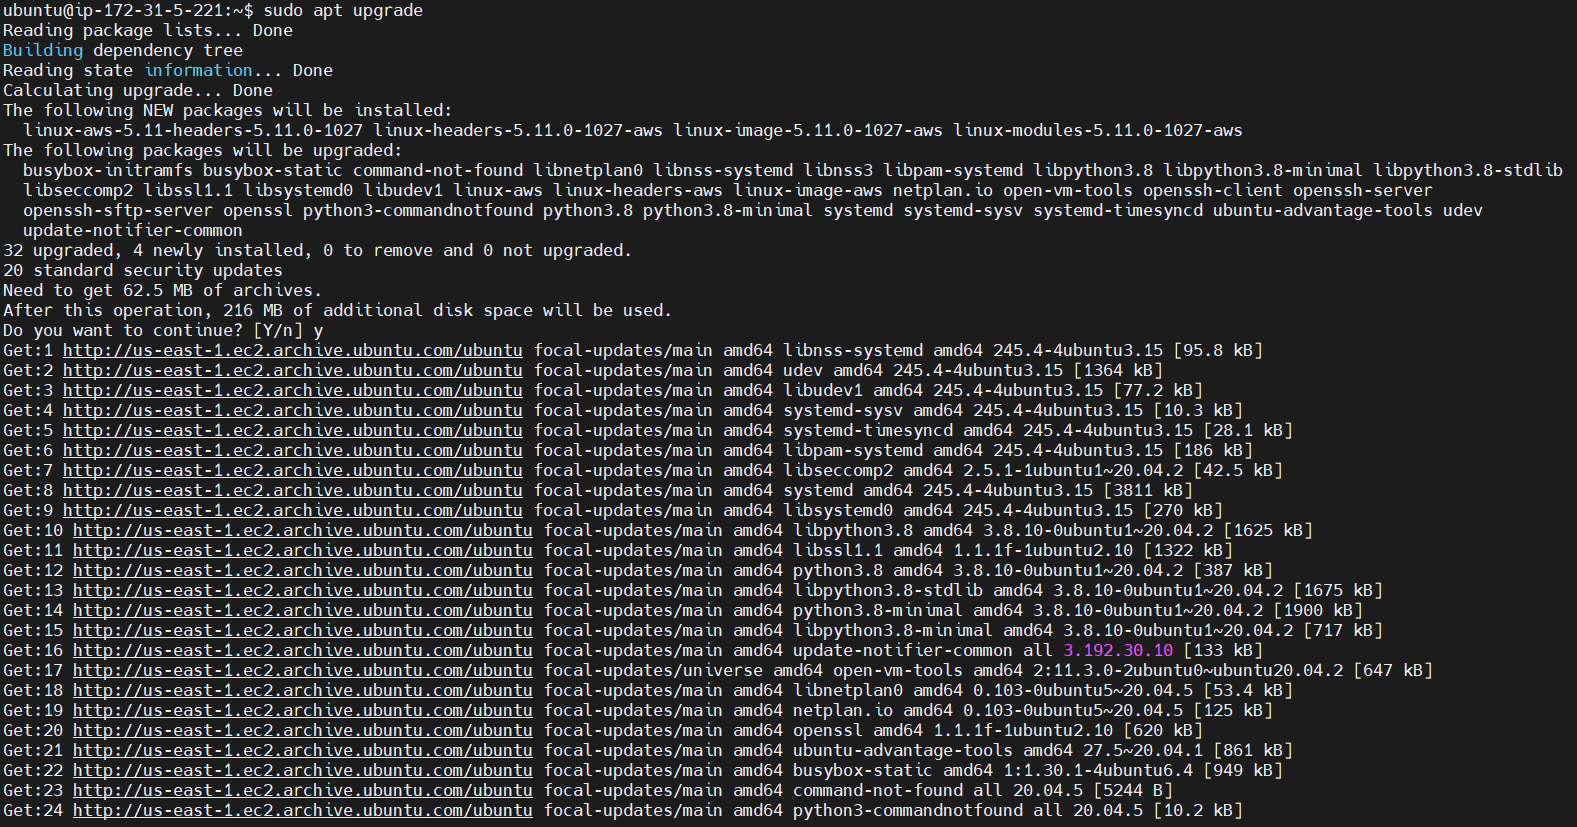 ubuntu@ip-172-31-5-221:~$ sudo apt upgrade
Reading package lists... Done
Building dependency tree
Reading state information... Done
Calculating upgrade... Done
The following NEW packages will be installed:
  linux-aws-5.11-headers-5.11.0-1027 linux-headers-5.11.0-1027-aws linux-image-5.11.0-1027-aws linux-modules-5.11.0-1027-aws
The following packages will be upgraded:
  busybox-initramfs busybox-static command-not-found libnetplan0 libnss-systemd libnss3 libpam-systemd libpython3.8 libpython3.8-minimal libpython3.8-stdlib
  libseccomp2 libssl1.1 libsystemd0 libudev1 linux-aws linux-headers-aws linux-image-aws netplan.io open-vm-tools openssh-client openssh-server
  openssh-sftp-server openssl python3-commandnotfound python3.8 python3.8-minimal systemd systemd-sysv systemd-timesyncd ubuntu-advantage-tools udev
  update-notifier-common
32 upgraded, 4 newly installed, 0 to remove and 0 not upgraded.
20 standard security updates
Need to get 62.5 MB of archives.
After this operation, 216 MB of additional disk space will be used.
Do you want to continue? [Y/n] y
Get:1 http://us-east-1.ec2.archive.ubuntu.com/ubuntu focal-updates/main amd64 libnss-systemd amd64 245.4-4ubuntu3.15 [95.8 kB]
Get:2 http://us-east-1.ec2.archive.ubuntu.com/ubuntu focal-updates/main amd64 udev amd64 245.4-4ubuntu3.15 [1364 kB]
Get:3 http://us-east-1.ec2.archive.ubuntu.com/ubuntu focal-updates/main amd64 libudev1 amd64 245.4-4ubuntu3.15 [77.2 kB]
Get:4 http://us-east-1.ec2.archive.ubuntu.com/ubuntu focal-updates/main amd64 systemd-sysv amd64 245.4-4ubuntu3.15 [10.3 kB]
Get:5 http://us-east-1.ec2.archive.ubuntu.com/ubuntu focal-updates/main amd64 systemd-timesyncd amd64 245.4-4ubuntu3.15 [28.1 kB]
Get:6 http://us-east-1.ec2.archive.ubuntu.com/ubuntu focal-updates/main amd64 libpam-systemd amd64 245.4-4ubuntu3.15 [186 kB]
Get:7 http://us-east-1.ec2.archive.ubuntu.com/ubuntu focal-updates/main amd64 libseccomp2 amd64 2.5.1-1ubuntu1~20.04.2 [42.5 kB]
Get:8 http://us-east-1.ec2.archive.ubuntu.com/ubuntu focal-updates/main amd64 systemd amd64 245.4-4ubuntu3.15 [3811 kB]
Get:9 http://us-east-1.ec2.archive.ubuntu.com/ubuntu focal-updates/main amd64 libsystemd0 amd64 245.4-4ubuntu3.15 [270 kB]
Get:10 http://us-east-1.ec2.archive.ubuntu.com/ubuntu focal-updates/main amd64 libpython3.8 amd64 3.8.10-0ubuntu1~20.04.2 [1625 kB]
Get:11 http://us-east-1.ec2.archive.ubuntu.com/ubuntu focal-updates/main amd64 libssl1.1 amd64 1.1.1f-1ubuntu2.10 [1322 kB]
Get:12 http://us-east-1.ec2.archive.ubuntu.com/ubuntu focal-updates/main amd64 python3.8 amd64 3.8.10-0ubuntu1~20.04.2 [387 kB]
Get:13 http://us-east-1.ec2.archive.ubuntu.com/ubuntu focal-updates/main amd64 libpython3.8-stdlib amd64 3.8.10-0ubuntu1~20.04.2 [1675 kB]
Get:14 http://us-east-1.ec2.archive.ubuntu.com/ubuntu focal-updates/main amd64 python3.8-minimal amd64 3.8.10-0ubuntu1~20.04.2 [1900 kB]
Get:15 http://us-east-1.ec2.archive.ubuntu.com/ubuntu focal-updates/main amd64 libpython3.8-minimal amd64 3.8.10-0ubuntu1~20.04.2 [717 kB]
Get:16 http://us-east-1.ec2.archive.ubuntu.com/ubuntu focal-updates/main amd64 update-notifier-common all 3.192.30.10 [133 kB]
Get:17 http://us-east-1.ec2.archive.ubuntu.com/ubuntu focal-updates/universe amd64 open-vm-tools amd64 2:11.3.0-2ubuntu0~ubuntu20.04.2 [647 kB]
Get:18 http://us-east-1.ec2.archive.ubuntu.com/ubuntu focal-updates/main amd64 libnetplan0 amd64 0.103-0ubuntu5~20.04.5 [53.4 kB]
Get:19 http://us-east-1.ec2.archive.ubuntu.com/ubuntu focal-updates/main amd64 netplan.io amd64 0.103-0ubuntu5~20.04.5 [125 kB]
Get:20 http://us-east-1.ec2.archive.ubuntu.com/ubuntu focal-updates/main amd64 openssl amd64 1.1.1f-1ubuntu2.10 [620 kB]
Get:21 http://us-east-1.ec2.archive.ubuntu.com/ubuntu focal-updates/main amd64 ubuntu-advantage-tools amd64 27.5~20.04.1 [861 kB]
Get:22 http://us-east-1.ec2.archive.ubuntu.com/ubuntu focal-updates/main amd64 busybox-static amd64 1:1.30.1-4ubuntu6.4 [949 kB]
Get:23 http://us-east-1.ec2.archive.ubuntu.com/ubuntu focal-updates/main amd64 command-not-found all 20.04.5 [5244 B]
Get:24 http://us-east-1.ec2.archive.ubuntu.com/ubuntu focal-updates/main amd64 python3-commandnotfound all 20.04.5 [10.2 kB]